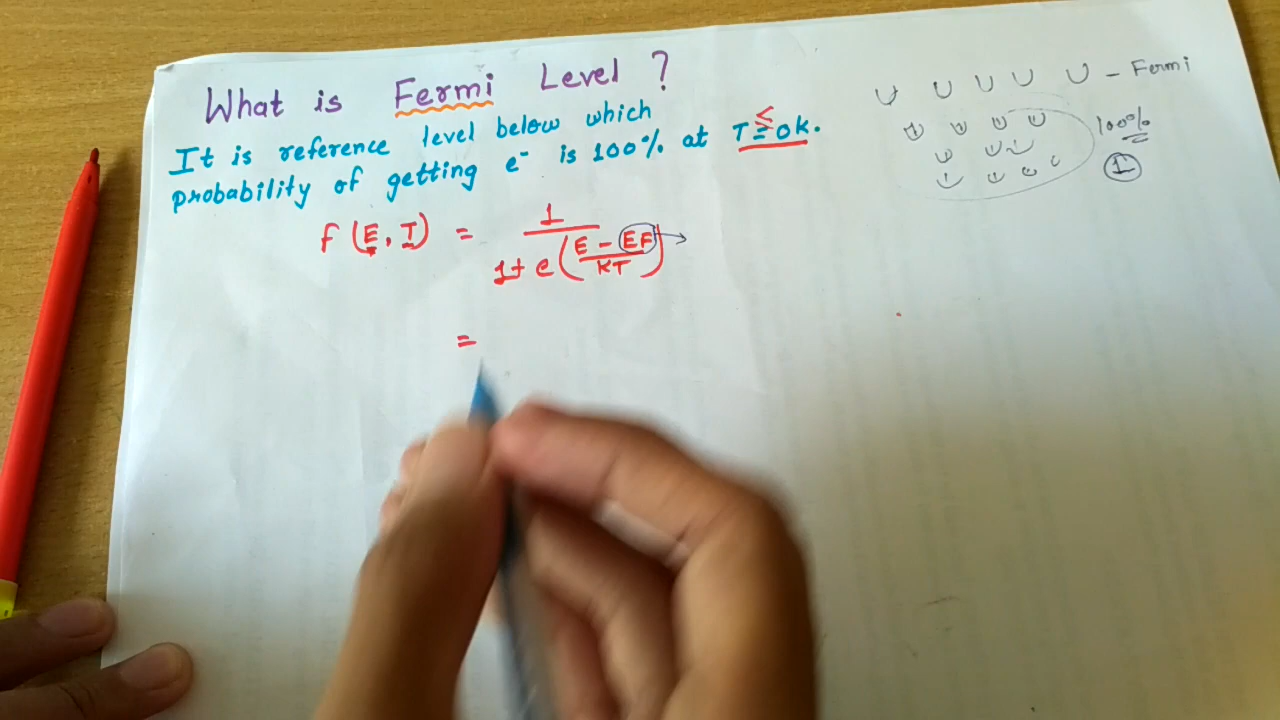 What is Fermi Level ?
It is reference level below which
probability of getting e⁻ is 100% at T ≤ 0k.
f (E, T) = 1 / 1+ e ( E - EF / KT )
=
- Fermi
100%
1